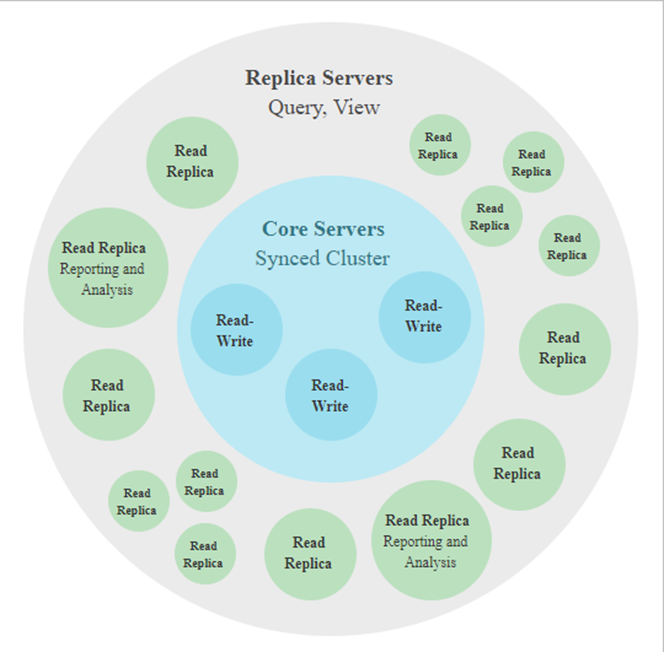 Replica Servers
Query, View
Read
Replica
Read
Replica
Read
Replica
Read
Replica
Read
Replica
Core Servers
Synced Cluster
Read Replica
Reporting and
Analysis
Read-
Write
Read-
Write
Read-
Write
Read
Replica
Read
Replica
Read
Replica
Read
Replica
Read
Replica
Read
Replica
Read
Replica
Read Replica
Reporting and
Analysis